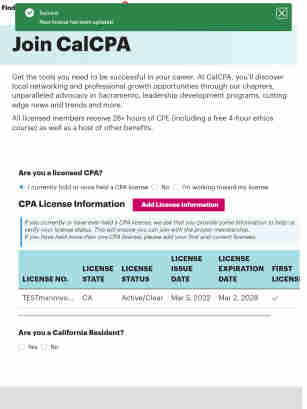 Find
Success
Your license has been updated
Join CalCPA
Get the tools you need to be successful in your career. At CalCPA, you'll discover
local networking and professional growth opportunities through our chapters,
unparalleled advocacy in Sacramento, leadership development programs, cutting
edge news and trends and more.
All licensed members receive 28+ hours of CPE (including a free 4-hour ethics
course) as well as a host of other benefits.
Are you a licensed CPA?
I currently hold or once held a CPA license No I'm working toward my license
CPA License Information Add License Information
If you currently or have ever held a CPA license, we ask that you provide some information to help us
verify your license status. This will ensure you can join with the proper membership.
If you have held more than one CPA license, please add your first and current licenses.
LICENSE NO. LICENSE STATE LICENSE STATUS LICENSE ISSUE DATE LICENSE EXPIRATION DATE FIRST LICENS
CA Active/Clear Mar 5, 2022 Mar 2, 2028
Are you a California Resident?
Yes No